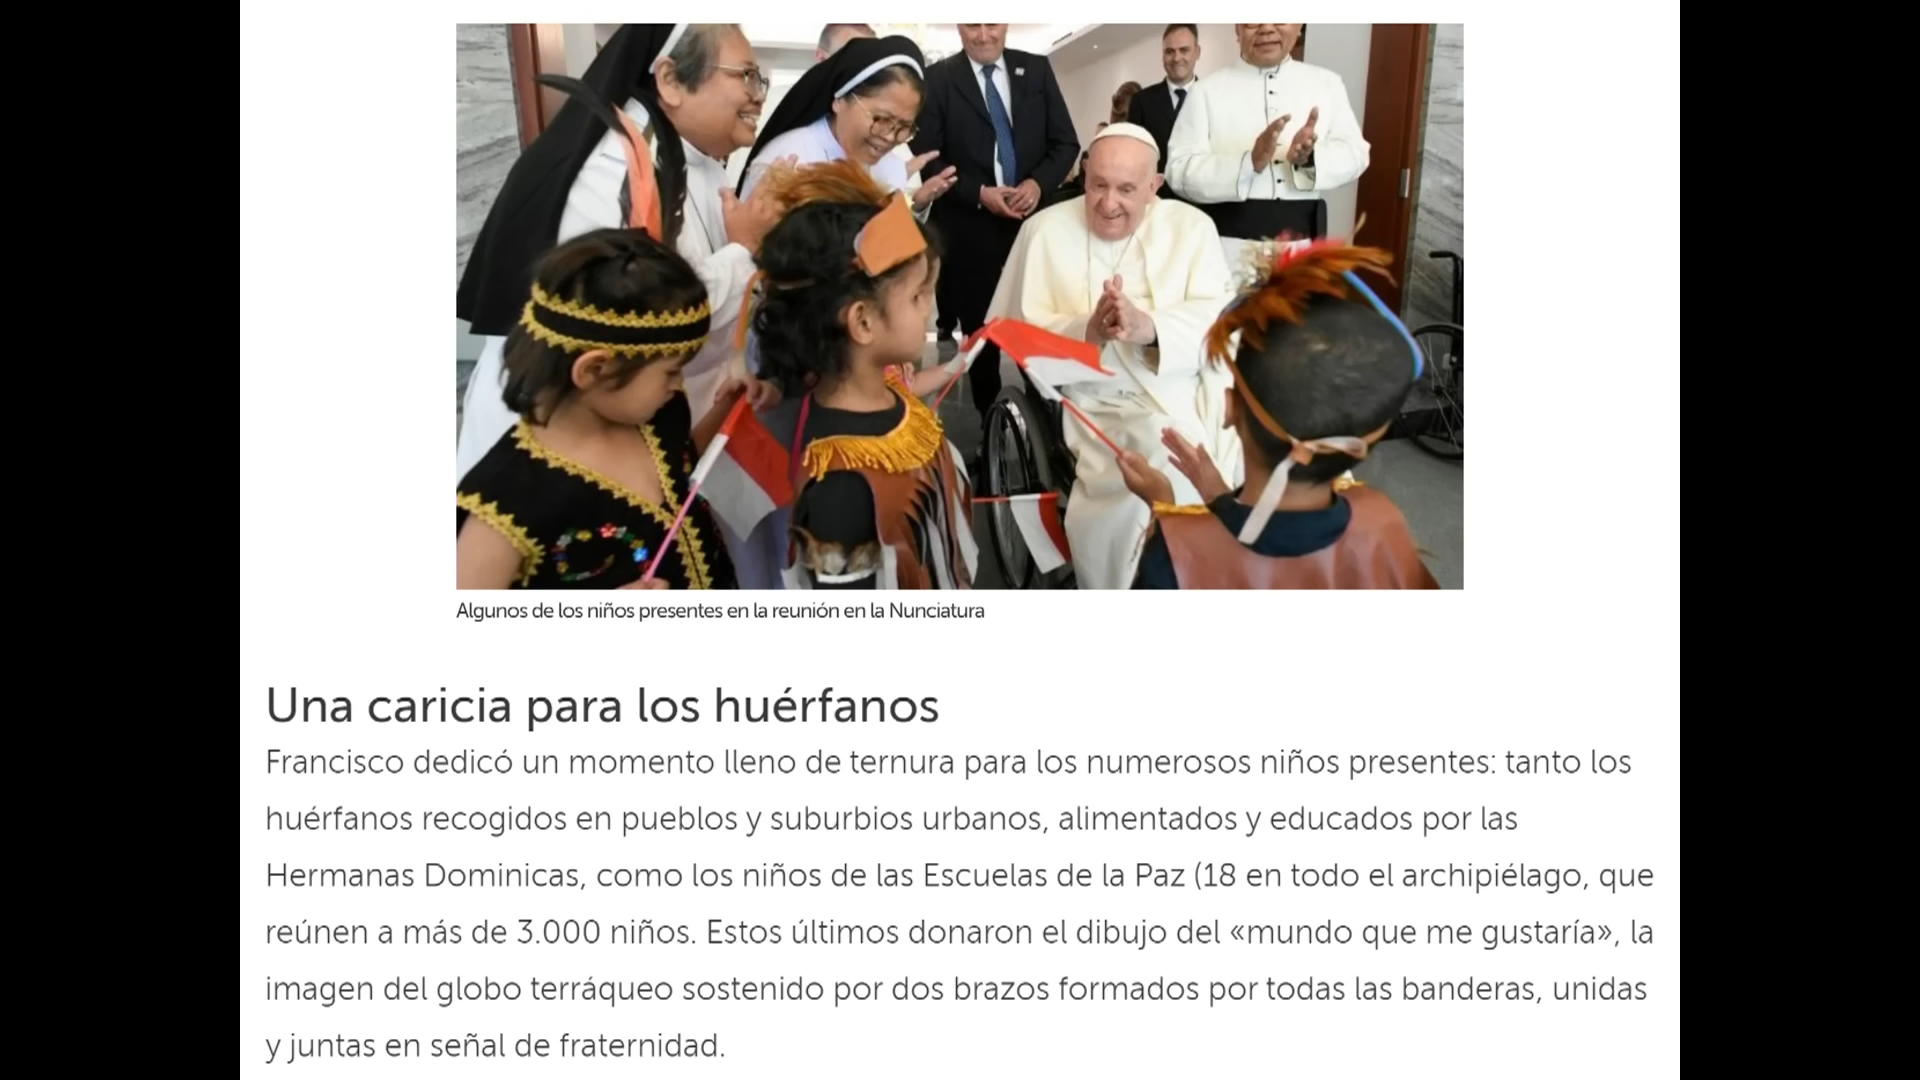 Algunos de los niños presentes en la reunión en la Nunciatura
Una caricia para los huérfanos
Francisco dedicó un momento lleno de ternura para los numerosos niños presentes: tanto los
huérfanos recogidos en pueblos y suburbios urbanos, alimentados y educados por las
Hermanas Dominicas, como los niños de las Escuelas de la Paz (18 en todo el archipiélago, que
reúnen a más de 3.000 niños. Estos últimos donaron el dibujo del «mundo que me gustaría», la
imagen del globo terráqueo sostenido por dos brazos formados por todas las banderas, unidas
y juntas en señal de fraternidad.